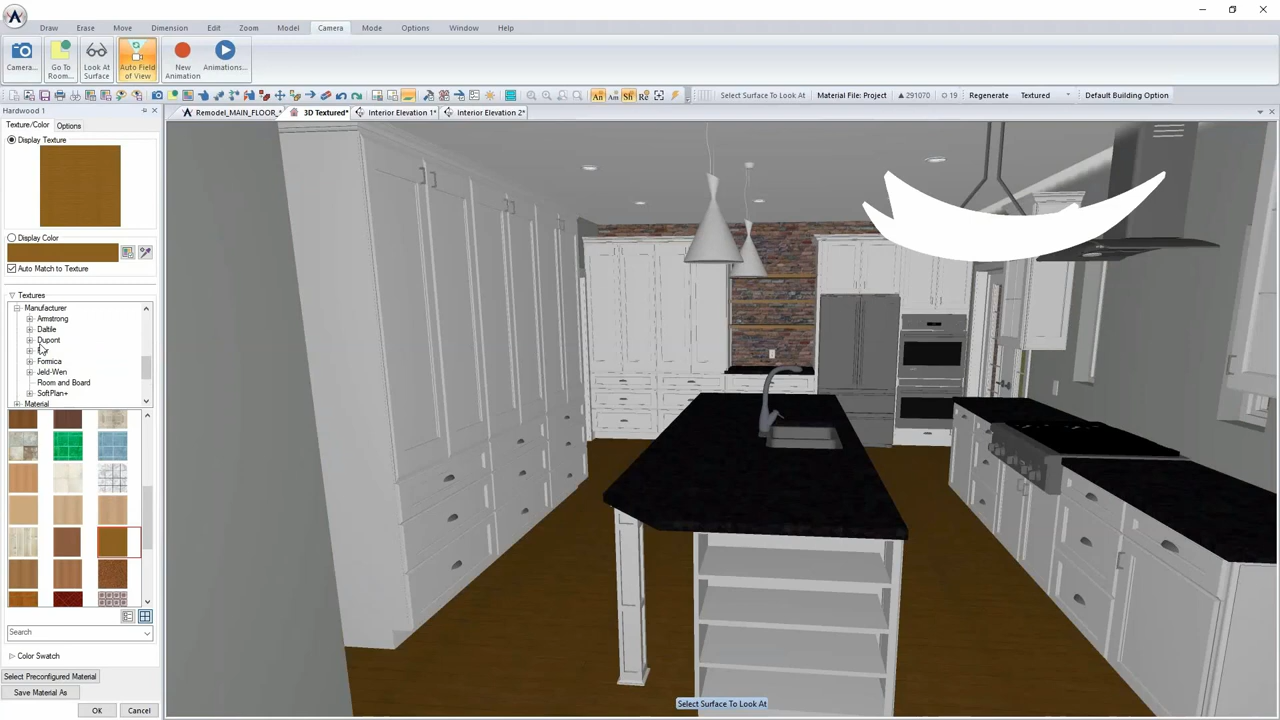 Draw Erase Move Dimension Edit Zoom Model Camera Mode Options Window Help
Camera... Go To Room... Look At Surface Auto Field of View New Animation Animations...
Select Surface To Look At Material File: Project 291070 19 Regenerate Textured Default Building Option
Hardwood 1
Remodel_MAIN_FLOOR_* 3D Textured* Interior Elevation 1* Interior Elevation 2*
Texture/Color Options
Display Texture
Display Color
Auto Match to Texture
Textures
Manufacturer
Armstrong
Daltile
Dupont
Formica
Jeld-Wen
Room and Board
SoftPlan+
Material
Search
Color Swatch
Select Preconfigured Material
Save Material As
OK Cancel
Select Surface To Look At